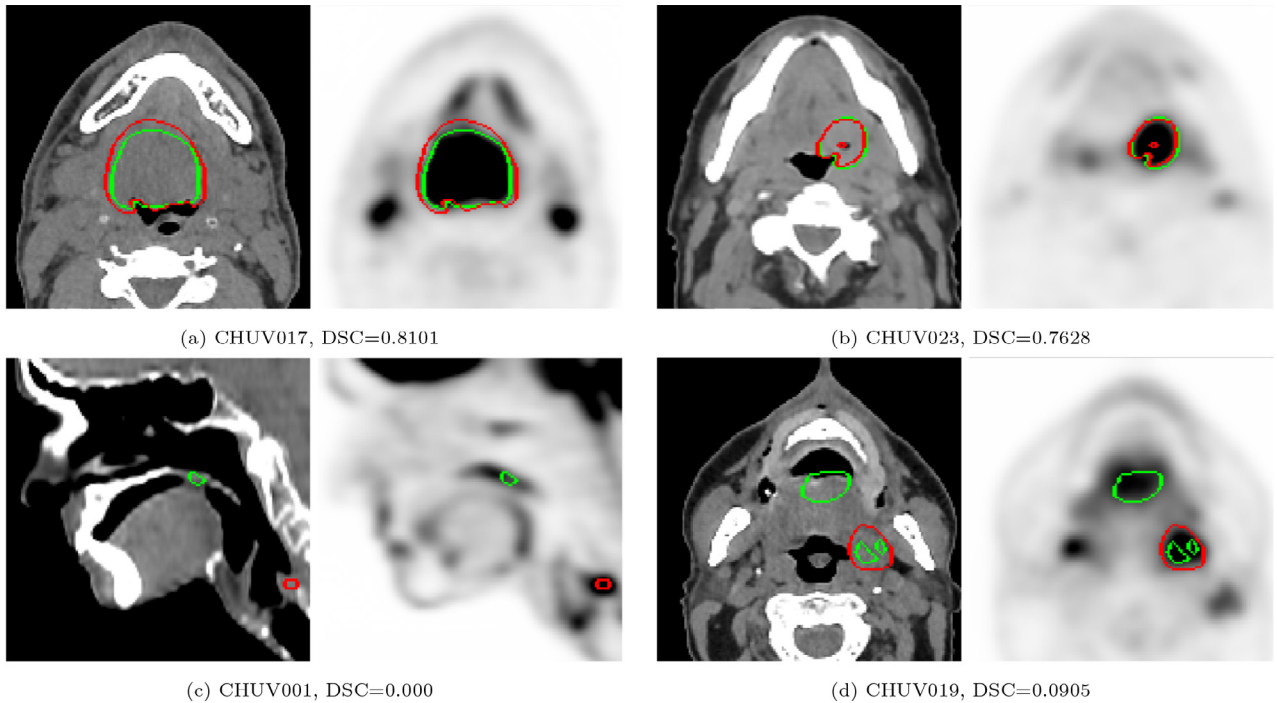 (a) CHUV017, DSC=0.8101
(b) CHUV023, DSC=0.7628
(c) CHUV001, DSC=0.000
(d) CHUV019, DSC=0.0905